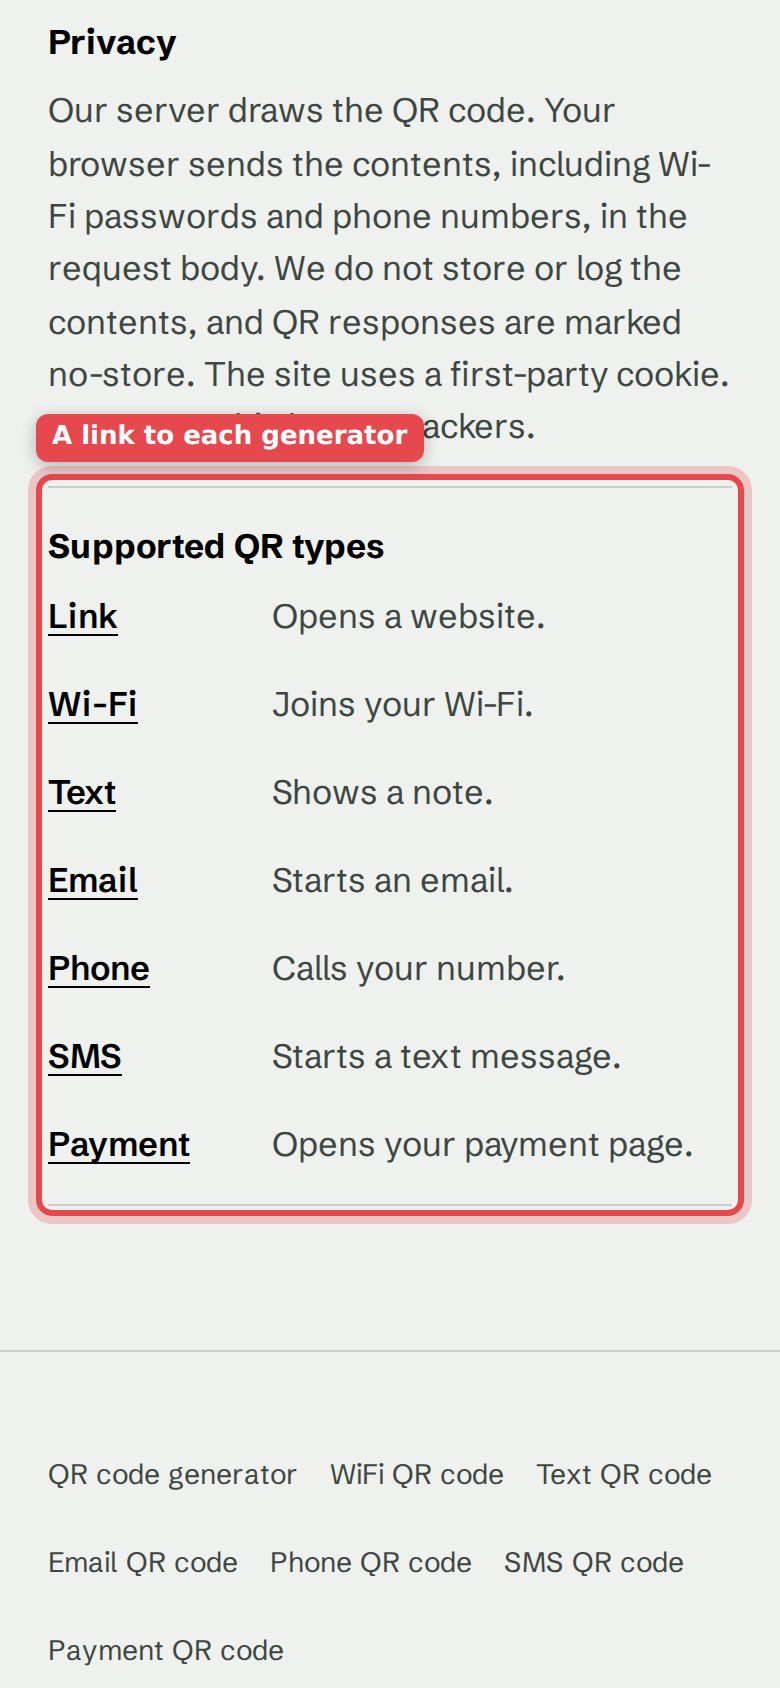 Privacy
Our server draws the QR code. Your
browser sends the contents, including Wi-
Fi passwords and phone numbers, in the
request body. We do not store or log the
contents, and QR responses are marked
no-store. The site uses a first-party cookie.
ackers.
A link to each generator
Supported QR types
Link Opens a website.
Wi-Fi Joins your Wi-Fi.
Text Shows a note.
Email Starts an email.
Phone Calls your number.
SMS Starts a text message.
Payment Opens your payment page.
QR code generator WiFi QR code Text QR code
Email QR code Phone QR code SMS QR code
Payment QR code